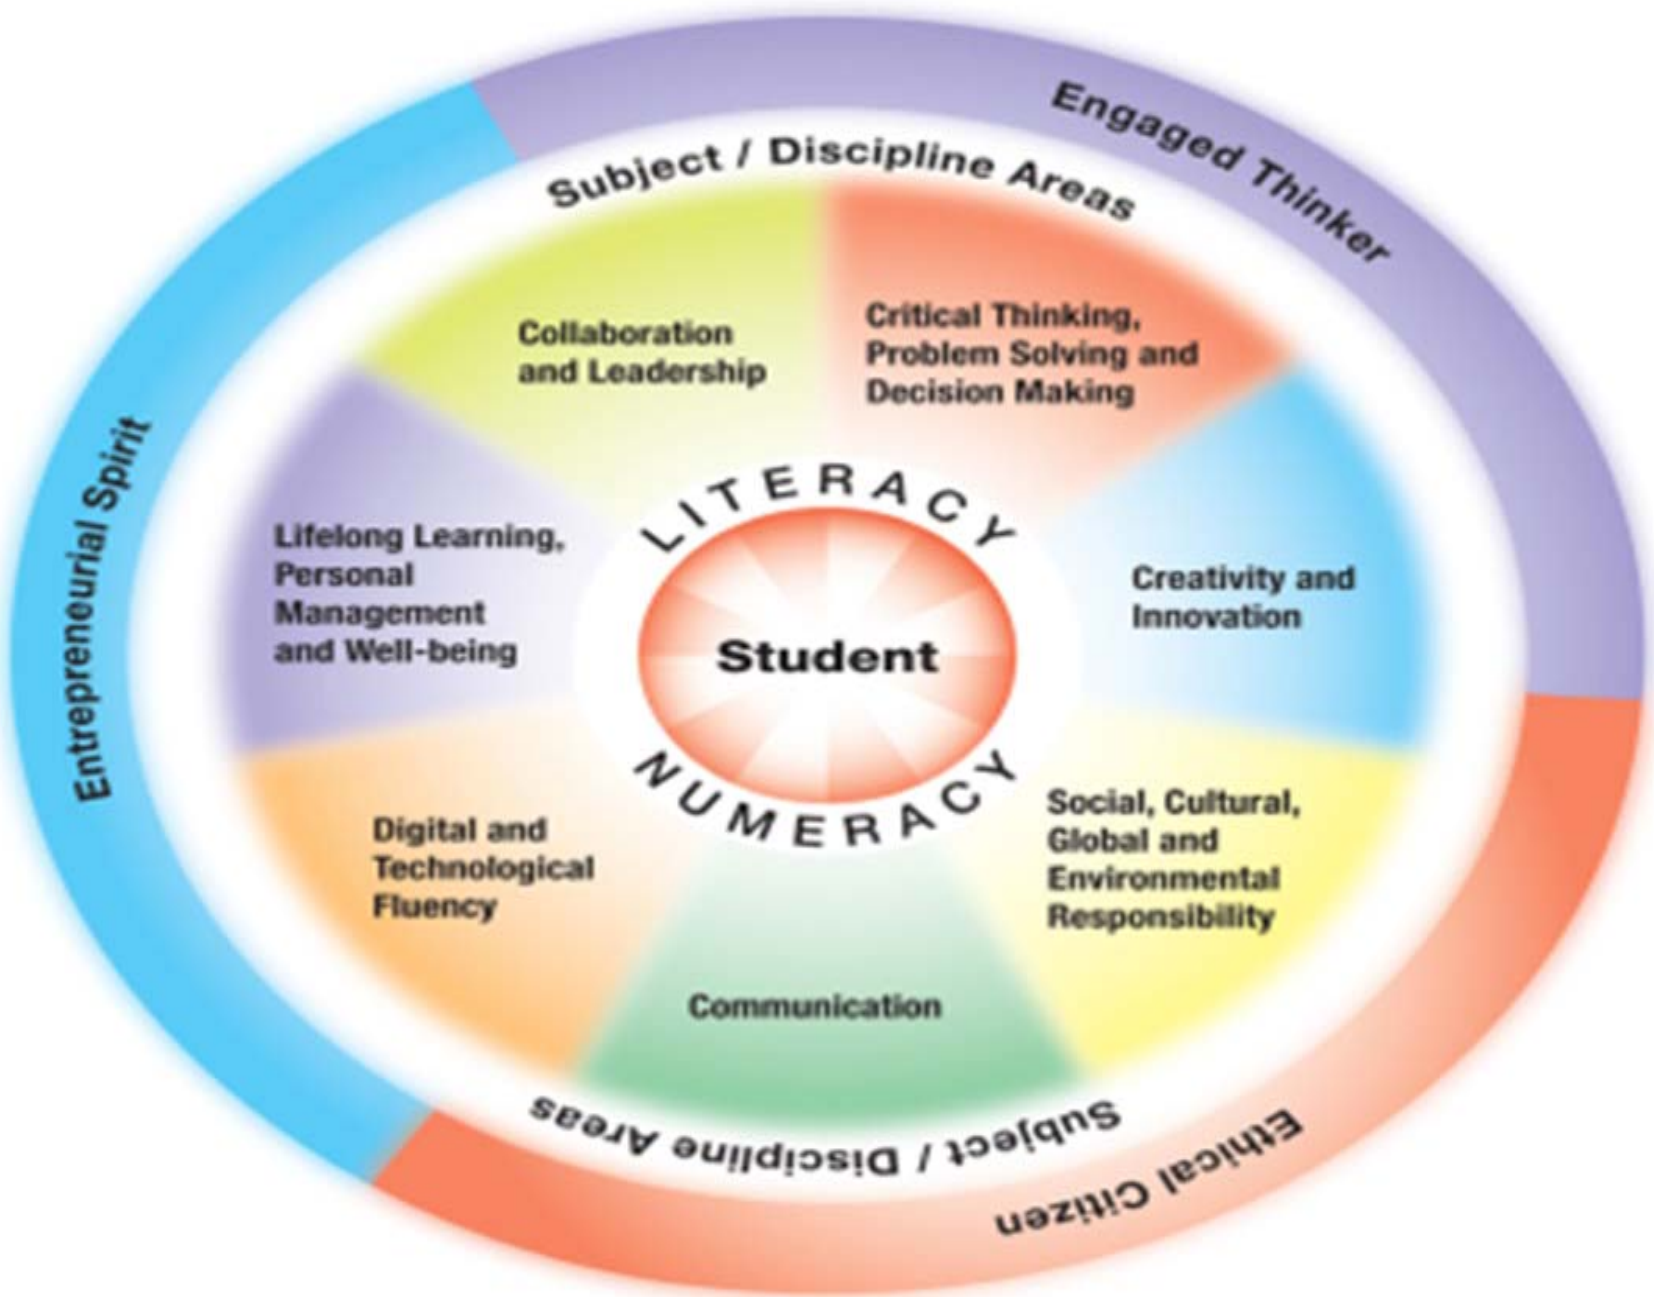 Engaged Thinker
Subject / Discipline Areas
Collaboration
and Leadership
Critical Thinking,
Problem Solving and
Decision Making
Entrepreneurial Spirit
Lifelong Learning,
Personal
Management
and Well-being
LITERACY
Student
NUMERACY
Creativity and
Innovation
Digital and
Technological
Fluency
Social, Cultural,
Global and
Environmental
Responsibility
Communication
Subject / Discipline Areas
Ethical Citizen